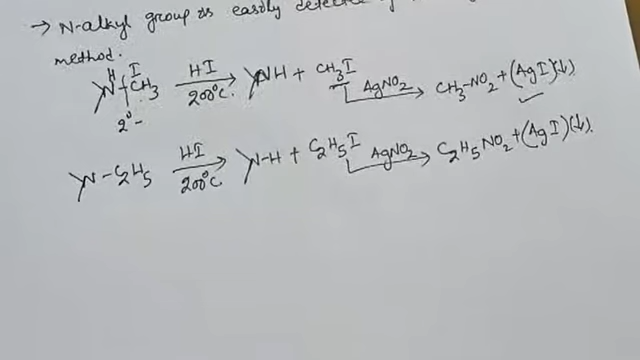 → N-alkyl group is easily detected
method.
H I
>N-CH3 HI 200°C. → >NH + CH3I AgNO2 → CH3-NO2 + (AgI)(↓)
2° -
>N-C2H5 HI 200°C → >N-H + C2H5I AgNO2 → C2H5NO2 + (AgI)(↓).